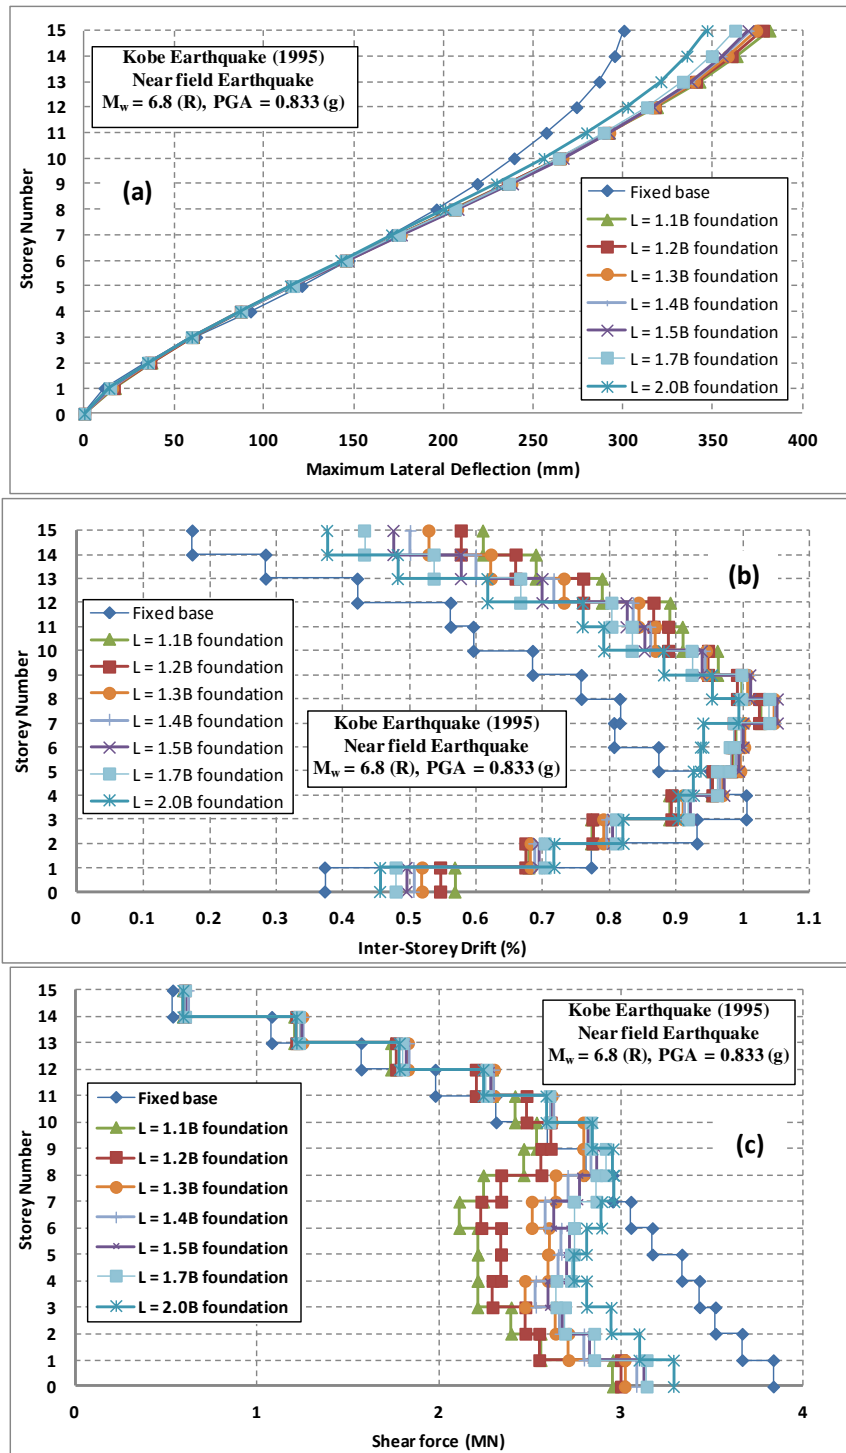 Kobe Earthquake (1995)
Near field Earthquake
Mw = 6.8 (R), PGA = 0.833 (g)
(a)
Storey Number
15
14
13
12
11
10
9
8
7
6
5
4
3
2
1
0
Fixed base
L = 1.1B foundation
L = 1.2B foundation
L = 1.3B foundation
L = 1.4B foundation
L = 1.5B foundation
L = 1.7B foundation
L = 2.0B foundation
0 50 100 150 200 250 300 350 400
Maximum Lateral Deflection (mm)
(b)
Storey Number
15
14
13
12
11
10
9
8
7
6
5
4
3
2
1
0
Fixed base
L = 1.1B foundation
L = 1.2B foundation
L = 1.3B foundation
L = 1.4B foundation
L = 1.5B foundation
L = 1.7B foundation
L = 2.0B foundation
Kobe Earthquake (1995)
Near field Earthquake
Mw = 6.8 (R), PGA = 0.833 (g)
0 0.1 0.2 0.3 0.4 0.5 0.6 0.7 0.8 0.9 1 1.1
Inter-Storey Drift (%)
Kobe Earthquake (1995)
Near field Earthquake
Mw = 6.8 (R), PGA = 0.833 (g)
(c)
Storey Number
15
14
13
12
11
10
9
8
7
6
5
4
3
2
1
0
Fixed base
L = 1.1B foundation
L = 1.2B foundation
L = 1.3B foundation
L = 1.4B foundation
L = 1.5B foundation
L = 1.7B foundation
L = 2.0B foundation
0 1 2 3 4
Shear force (MN)